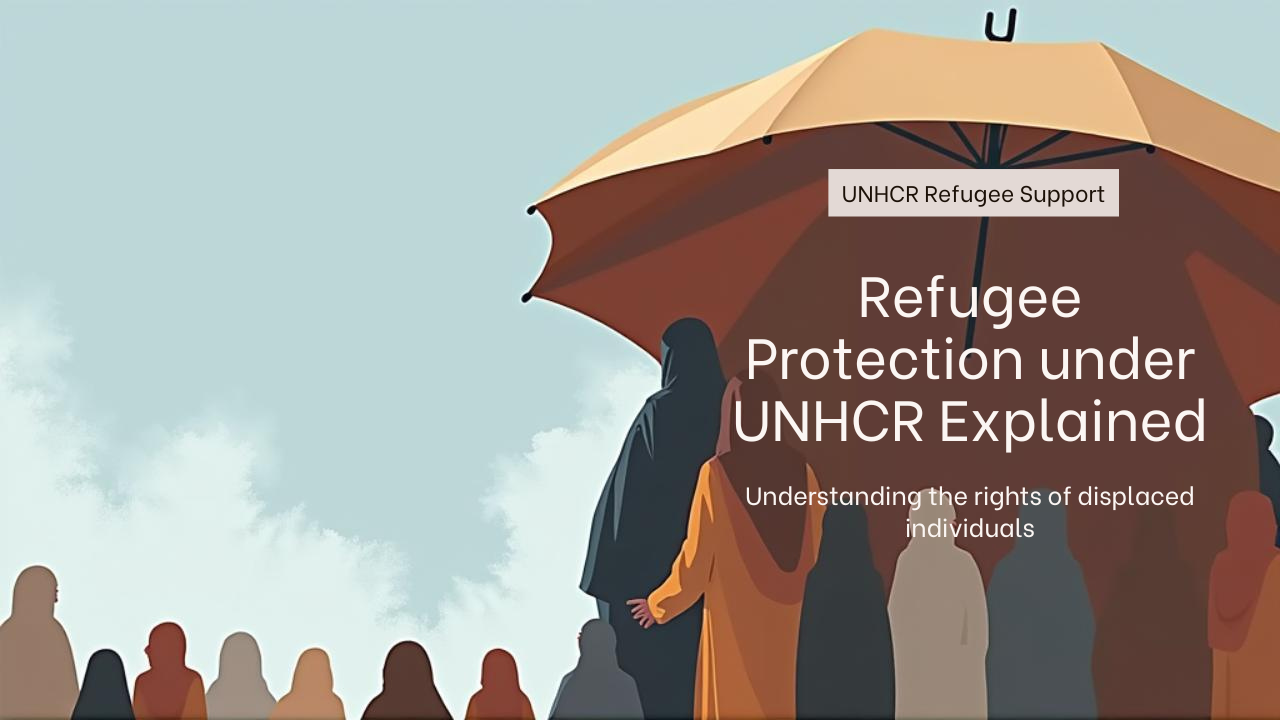 UNHCR Refugee Support
Refugee
Protection under
UNHCR Explained
Understanding the rights of displaced
individuals